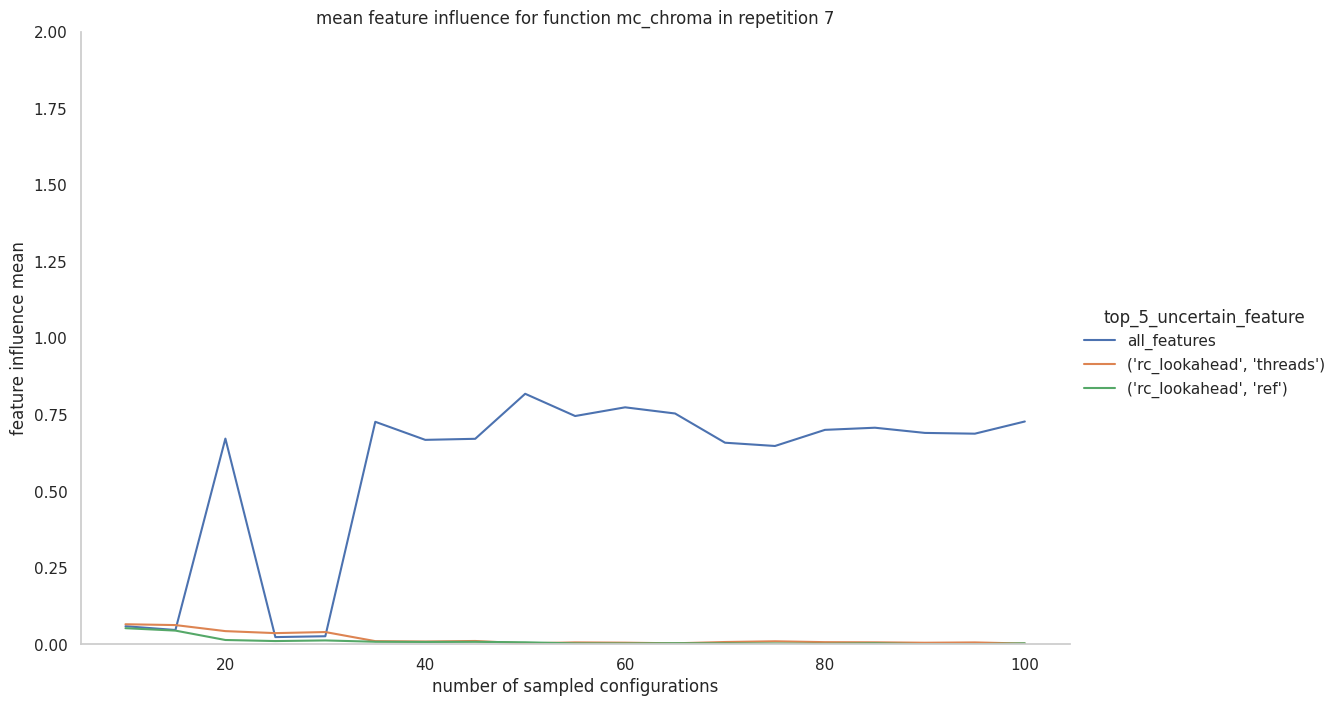 mean feature influence for function mc_chroma in repetition 7
2.00
1.75
1.50
1.25
1.00
0.75
0.50
0.25
0.00
feature influence mean
20
40
60
80
100
number of sampled configurations
top_5_uncertain_feature
all_features
('rc_lookahead', 'threads')
('rc_lookahead', 'ref')